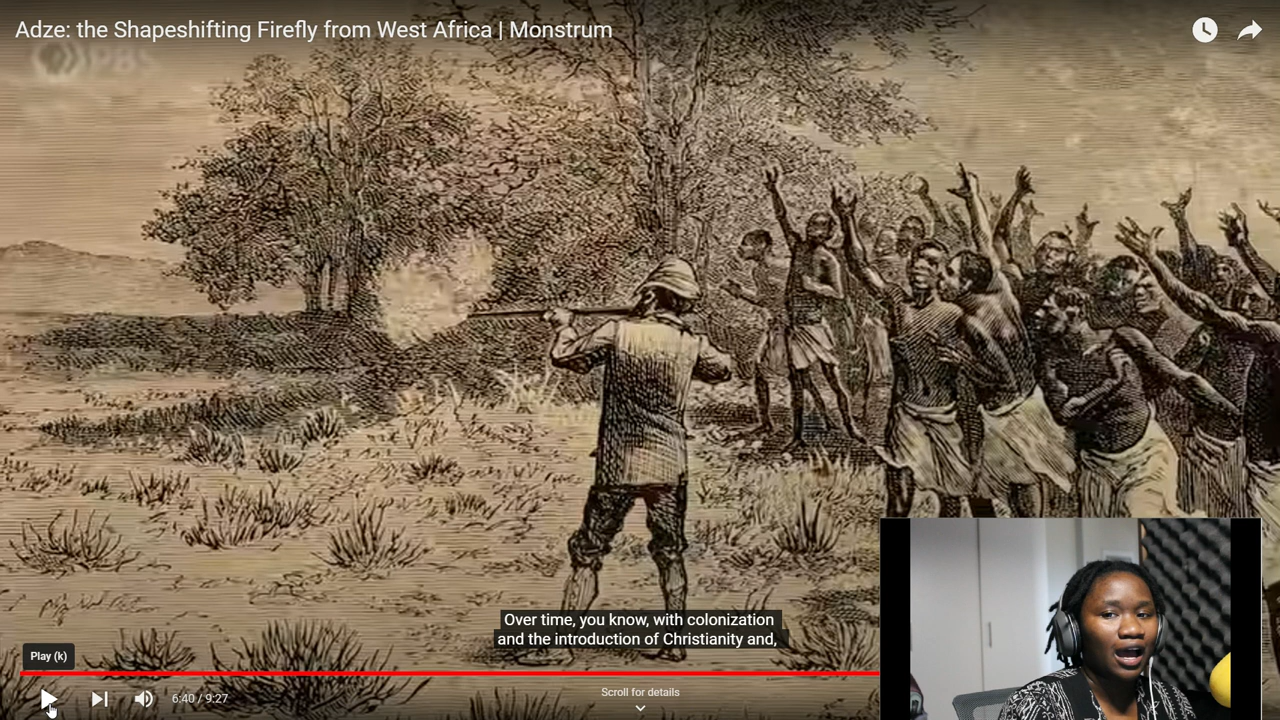 Adze: the Shapeshifting Firefly from West Africa | Monstrum
PBS
Over time, you know, with colonization
and the introduction of Christianity and,
Play (k)
6:40 / 9:27
Scroll for details